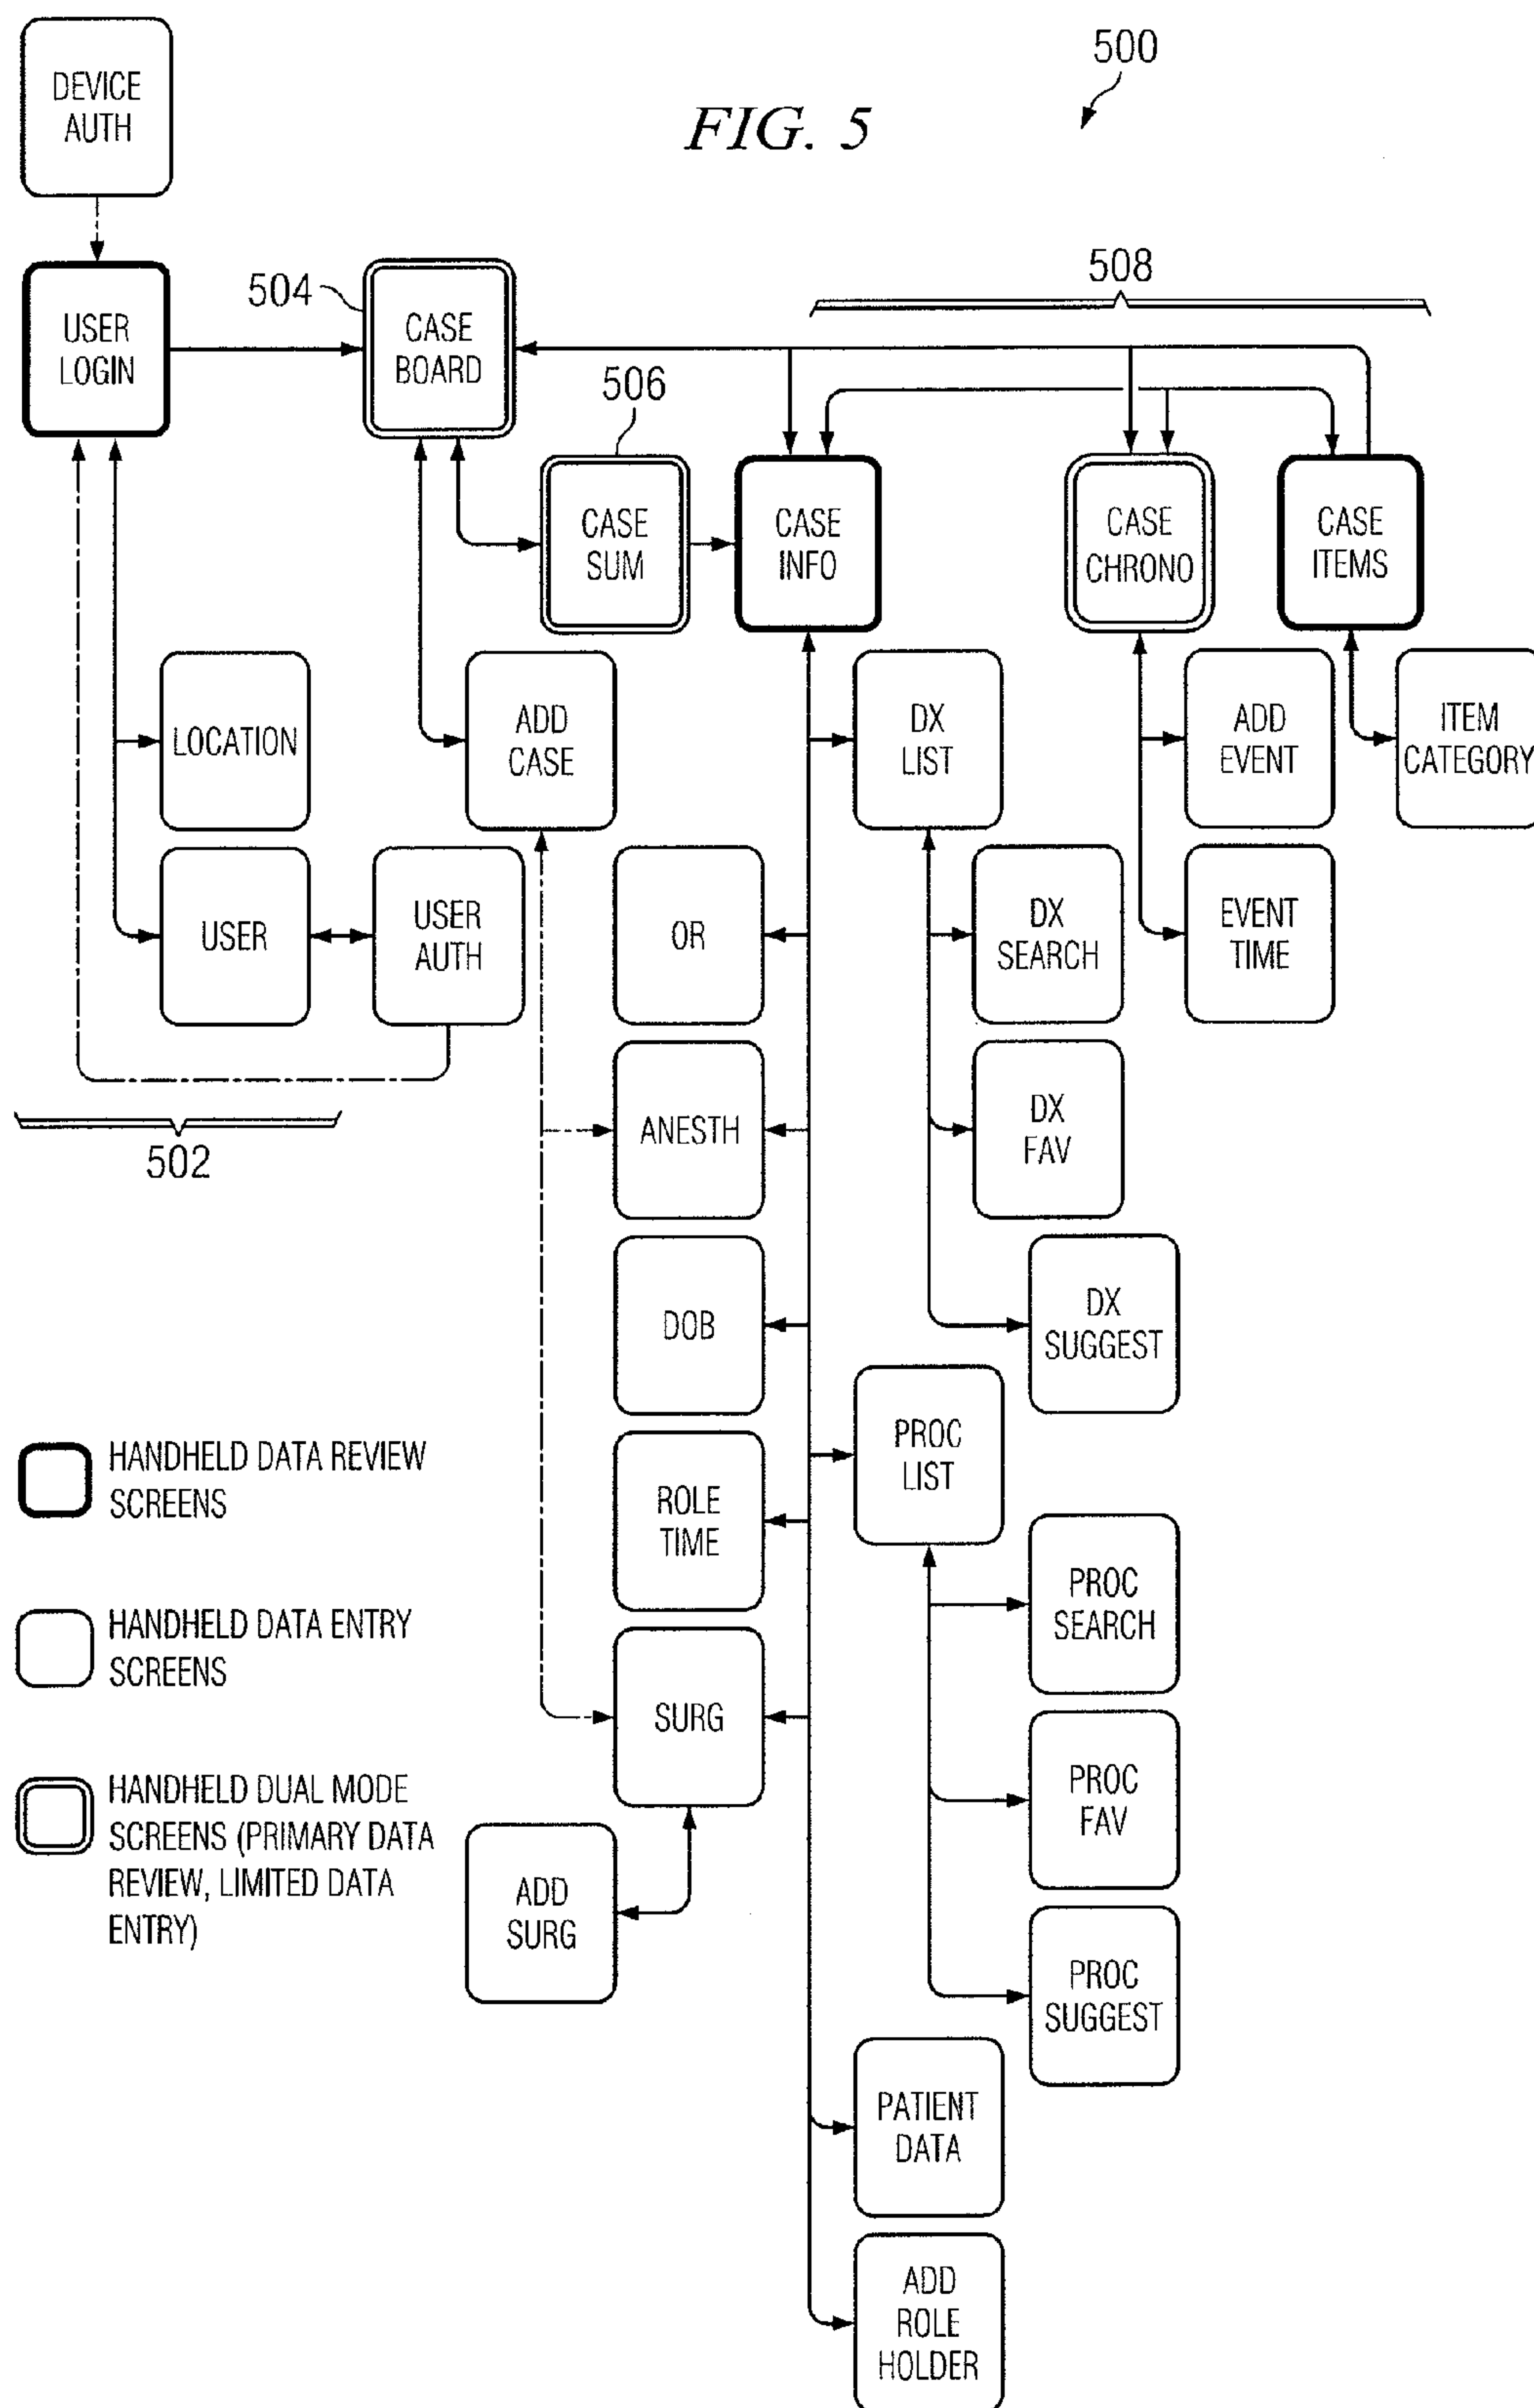 DEVICE
AUTH
500
FIG. 5
508
504
USER
LOGIN
CASE
BOARD
506
CASE
SUM
CASE
INFO
CASE
CHRONO
CASE
ITEMS
LOCATION
ADD
CASE
DX
LIST
ADD
EVENT
ITEM
CATEGORY
USER
USER
AUTH
OR
DX
SEARCH
EVENT
TIME
502
ANESTH
DX
FAV
DOB
DX
SUGGEST
HANDHELD DATA REVIEW
SCREENS
ROLE
TIME
PROC
LIST
HANDHELD DATA ENTRY
SCREENS
PROC
SEARCH
SURG
HANDHELD DUAL MODE
SCREENS (PRIMARY DATA
REVIEW, LIMITED DATA
ENTRY)
PROC
FAV
ADD
SURG
PROC
SUGGEST
PATIENT
DATA
ADD
ROLE
HOLDER